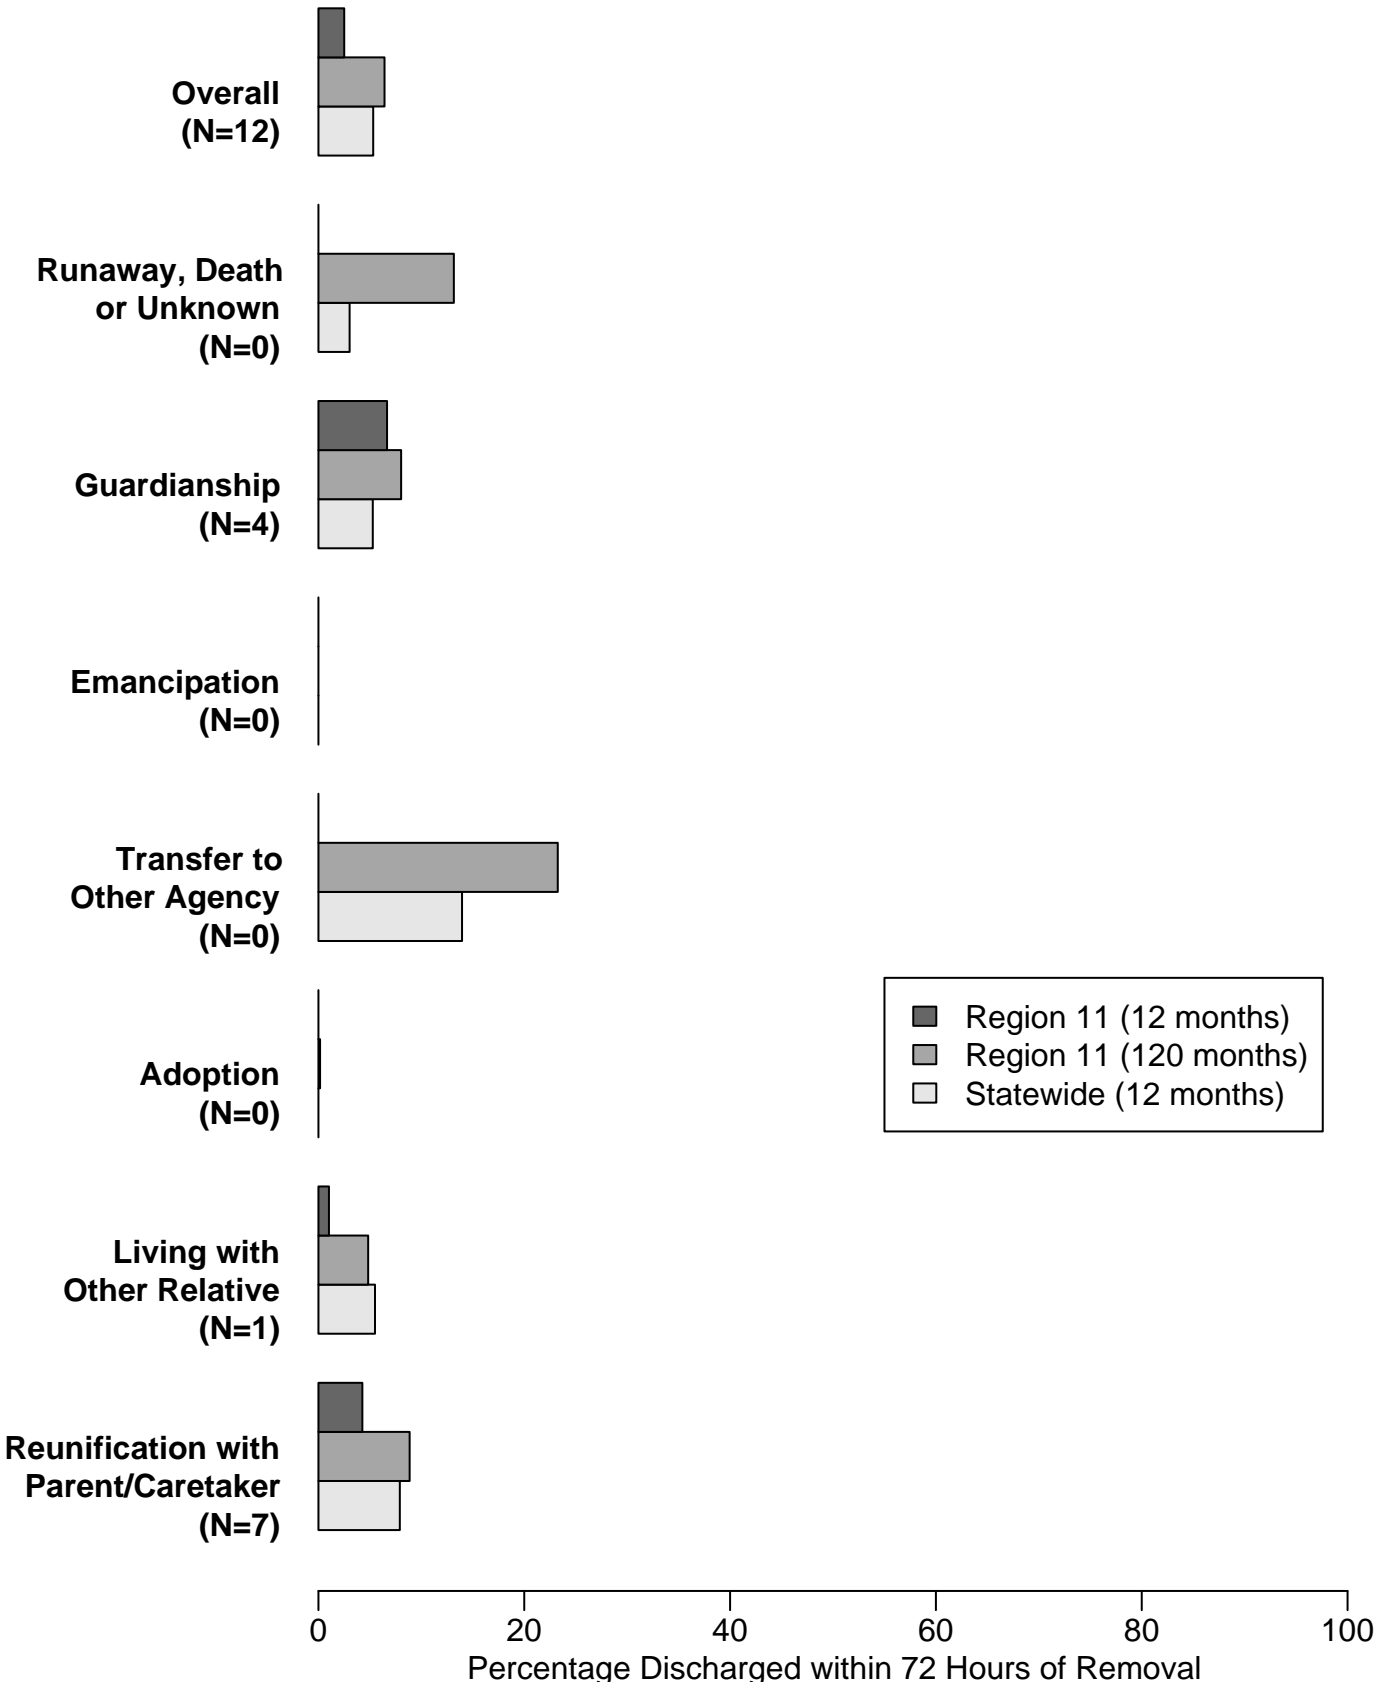 Overall
(N=12)
Runaway, Death
or Unknown
(N=0)
Guardianship
(N=4)
Emancipation
(N=0)
Transfer to
Other Agency
(N=0)
Adoption
(N=0)
Living with
Other Relative
(N=1)
Reunification with
Parent/Caretaker
(N=7)
Region 11 (12 months)
Region 11 (120 months)
Statewide (12 months)
0 20 40 60 80 100
Percentage Discharged within 72 Hours of Removal